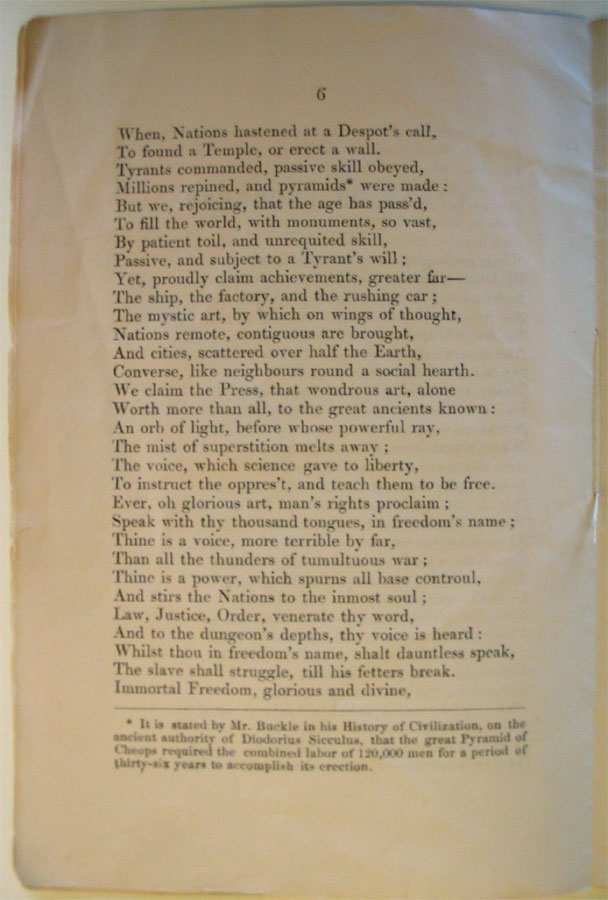 6
When, Nations hastened at a Despot's call,
To found a Temple, or erect a wall.
Tyrants commanded, passive skill obeyed,
Millions repined, and pyramids* were made :
But we, rejoicing, that the age has pass'd,
To fill the world, with monuments, so vast,
By patient toil, and unrequited skill,
Passive, and subject to a Tyrant's will ;
Yet, proudly claim achievements, greater far—
The ship, the factory, and the rushing car ;
The mystic art, by which on wings of thought,
Nations remote, contiguous are brought,
And cities, scattered over half the Earth,
Converse, like neighbours round a social hearth.
We claim the Press, that wondrous art, alone
Worth more than all, to the great ancients known :
An orb of light, before whose powerful ray,
The mist of superstition melts away ;
The voice, which science gave to liberty,
To instruct the oppres't, and teach them to be free.
Ever, oh glorious art, man's rights proclaim ;
Speak with thy thousand tongues, in freedom's name ;
Thine is a voice, more terrible by far,
Than all the thunders of tumultuous war ;
Thine is a power, which spurns all base controul,
And stirs the Nations to the inmost soul ;
Law, Justice, Order, venerate thy word,
And to the dungeon's depths, thy voice is heard :
Whilst thou in freedom's name, shalt dauntless speak,
The slave shall struggle, till his fetters break.
Immortal Freedom, glorious and divine,
* It is stated by Mr. Buckle in his History of Civilization, on the
ancient authority of Diodorius Sicculus, that the great Pyramid of
Cheops required the combined labor of 120,000 men for a period of
thirty-six years to accomplish its erection.